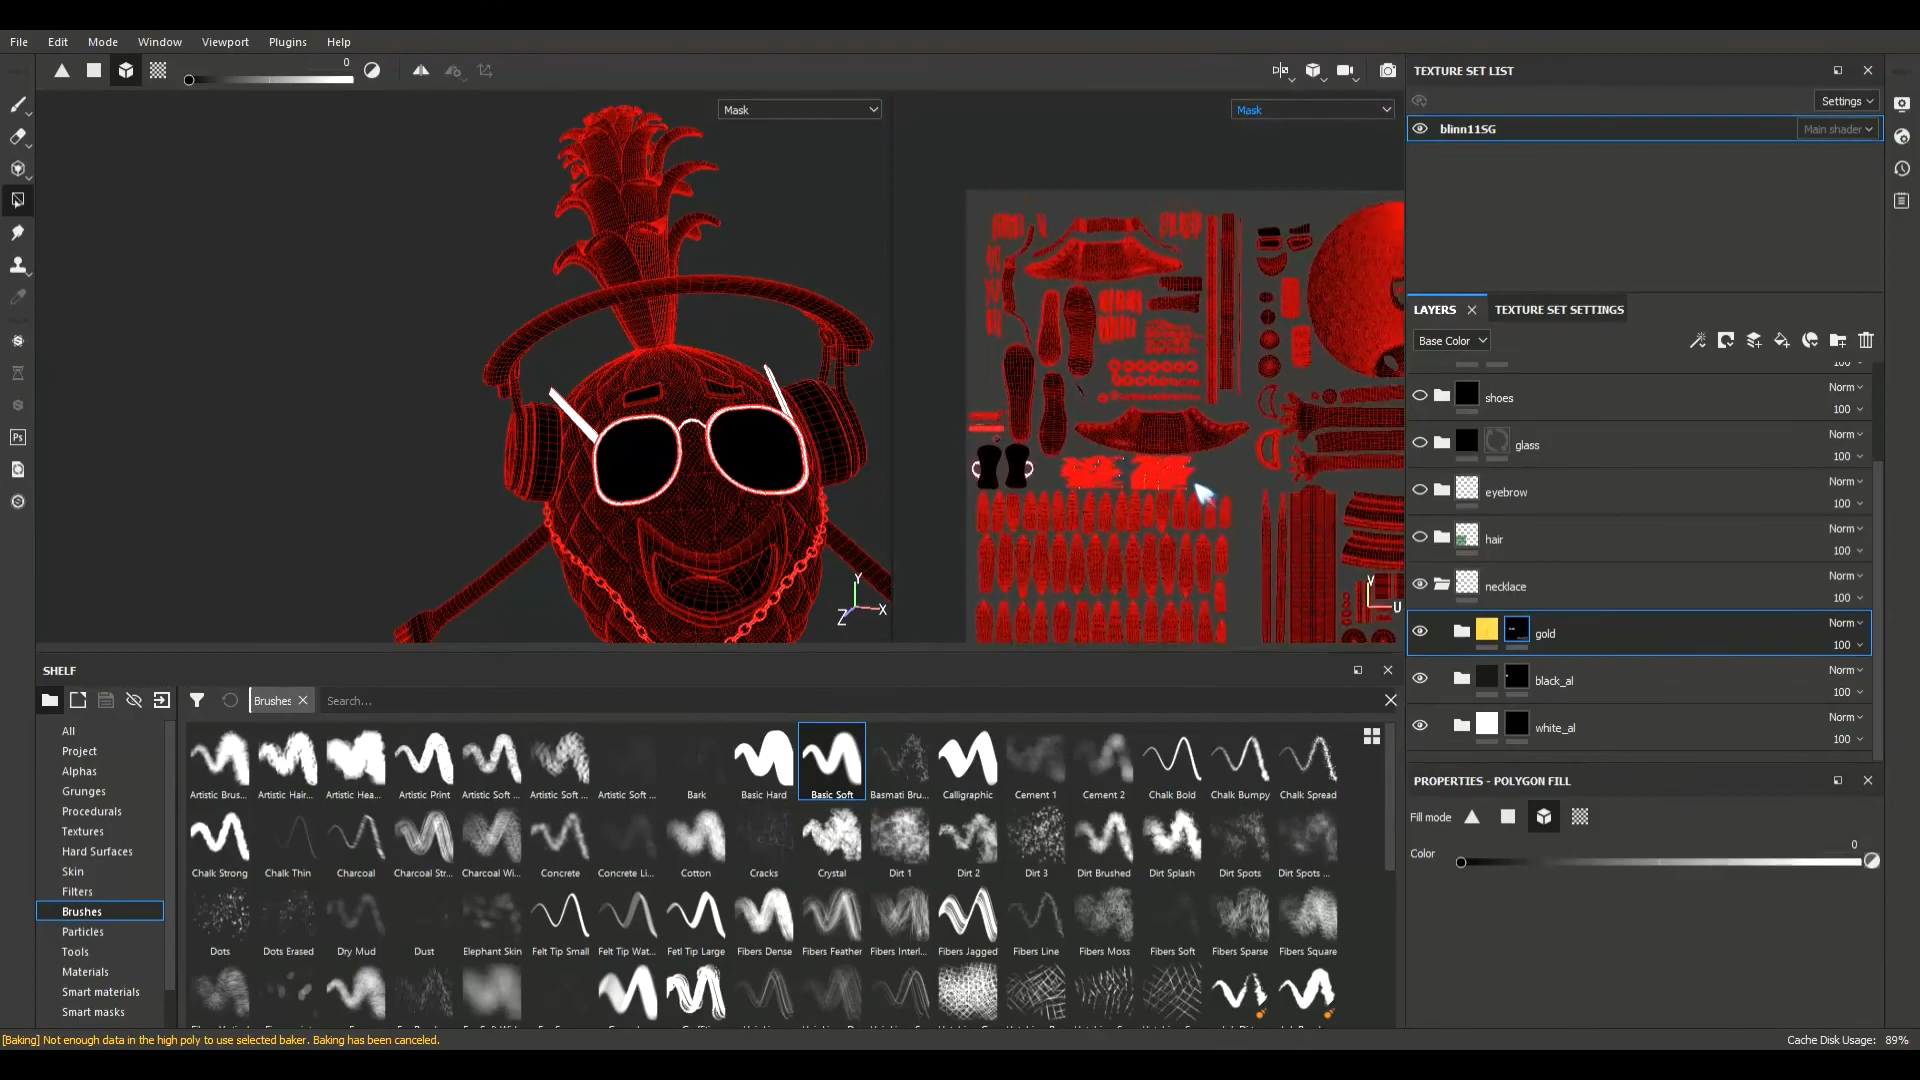 File Edit Mode Window Viewport Plugins Help
0
Mask
Mask
Y
X
Z
V
U
TEXTURE SET LIST
Settings
blinn11SG
Main shader
LAYERS
TEXTURE SET SETTINGS
Base Color
100
shoes
Norm
100
glass
Norm
100
eyebrow
Norm
100
hair
Norm
100
necklace
Norm
100
gold
Norm
100
black_al
Norm
100
white_al
Norm
100
PROPERTIES - POLYGON FILL
Fill mode
Color
0
SHELF
Brushes
Search...
All
Project
Alphas
Grunges
Procedurals
Textures
Hard Surfaces
Skin
Filters
Brushes
Particles
Tools
Materials
Smart materials
Smart masks
Artistic Brus... Artistic Hair... Artistic Hea... Artistic Print Artistic Soft ... Artistic Soft ... Artistic Soft ... Bark Basic Hard Basic Soft Basmati Bru... Calligraphic Cement 1 Cement 2 Chalk Bold Chalk Bumpy Chalk Spread
Chalk Strong Chalk Thin Charcoal Charcoal Str... Charcoal Wi... Concrete Concrete Li... Cotton Cracks Crystal Dirt 1 Dirt 2 Dirt 3 Dirt Brushed Dirt Splash Dirt Spots Dirt Spots ...
Dots Dots Erased Dry Mud Dust Elephant Skin Felt Tip Small Felt Tip Wat... Fetl Tip Large Fibers Dense Fibers Feather Fibers Interl... Fibers Jagged Fibers Line Fibers Moss Fibers Soft Fibers Sparse Fibers Square
Ps
[Baking] Not enough data in the high poly to use selected baker. Baking has been canceled.
Cache Disk Usage: 89%